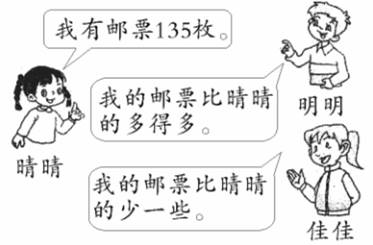 我有邮票135枚。
我的邮票比晴晴
的多得多。
明明
晴晴
我的邮票比晴晴
的少一些。
佳佳